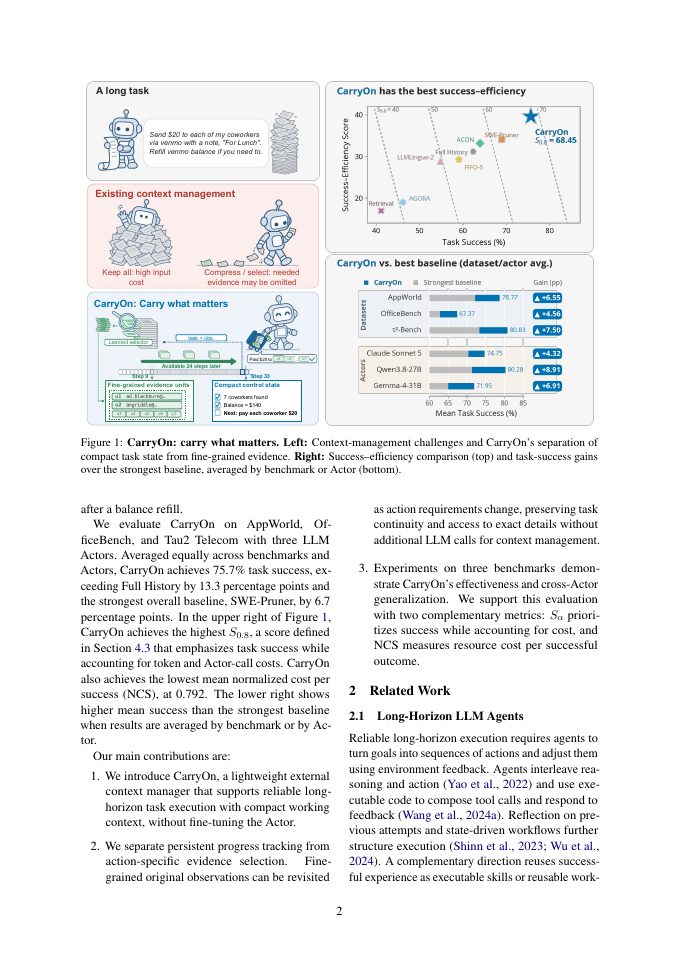 A long task
Send $20 to each of my coworkers
via venmo with a note, "For Lunch".
Refill venmo balance if you need to.
Existing context management
Keep all: high input
cost
Compress / select: needed
evidence may be omitted
CarryOn: Carry what matters
Learned selector
task + obs.
Available 24 steps later
Step 9
Step 33
Paid $20 to
Fine-grained evidence units
Compact control state
7 coworkers found
Balance = $140
Next: pay each coworker $20
CarryOn has the best success–efficiency
Success–Efficiency Score
40
30
20
S0.8 = 40
50
60
70
CarryOn
S0.8 = 68.45
SWE-Pruner
ACON
Full History
LLMLingua-2
FIFO-5
AGORA
Retrieval
40
50
60
70
80
Task Success (%)
CarryOn vs. best baseline (dataset/actor avg.)
CarryOn
Strongest baseline
Gain (pp)
Datasets
AppWorld
78.77
▲ +6.55
OfficeBench
67.37
▲ +4.56
τ²-Bench
80.83
▲ +7.50
Actors
Claude Sonnet 5
74.75
▲ +4.32
Qwen3.8-27B
80.28
▲ +8.91
Gemma-4-31B
71.95
▲ +6.91
60 65 70 75 80 85
Mean Task Success (%)
Figure 1: CarryOn: carry what matters. Left: Context-management challenges and CarryOn's separation of
compact task state from fine-grained evidence. Right: Success–efficiency comparison (top) and task-success gains
over the strongest baseline, averaged by benchmark or Actor (bottom).
after a balance refill.
We evaluate CarryOn on AppWorld, Of-
ficeBench, and Tau2 Telecom with three LLM
Actors. Averaged equally across benchmarks and
Actors, CarryOn achieves 75.7% task success, ex-
ceeding Full History by 13.3 percentage points and
the strongest overall baseline, SWE-Pruner, by 6.7
percentage points. In the upper right of Figure 1,
CarryOn achieves the highest S0.8, a score defined
in Section 4.3 that emphasizes task success while
accounting for token and Actor-call costs. CarryOn
also achieves the lowest mean normalized cost per
success (NCS), at 0.792. The lower right shows
higher mean success than the strongest baseline
when results are averaged by benchmark or by Ac-
tor.
Our main contributions are:
1. We introduce CarryOn, a lightweight external
context manager that supports reliable long-
horizon task execution with compact working
context, without fine-tuning the Actor.
2. We separate persistent progress tracking from
action-specific evidence selection. Fine-
grained original observations can be revisited
as action requirements change, preserving task
continuity and access to exact details without
additional LLM calls for context management.
3. Experiments on three benchmarks demon-
strate CarryOn's effectiveness and cross-Actor
generalization. We support this evaluation
with two complementary metrics: Sα priori-
tizes success while accounting for cost, and
NCS measures resource cost per successful
outcome.
2 Related Work
2.1 Long-Horizon LLM Agents
Reliable long-horizon execution requires agents to
turn goals into sequences of actions and adjust them
using environment feedback. Agents interleave rea-
soning and action (Yao et al., 2022) and use exe-
cutable code to compose tool calls and respond to
feedback (Wang et al., 2024a). Reflection on pre-
vious attempts and state-driven workflows further
structure execution (Shinn et al., 2023; Wu et al.,
2024). A complementary direction reuses success-
ful experience as executable skills or reusable work-
2